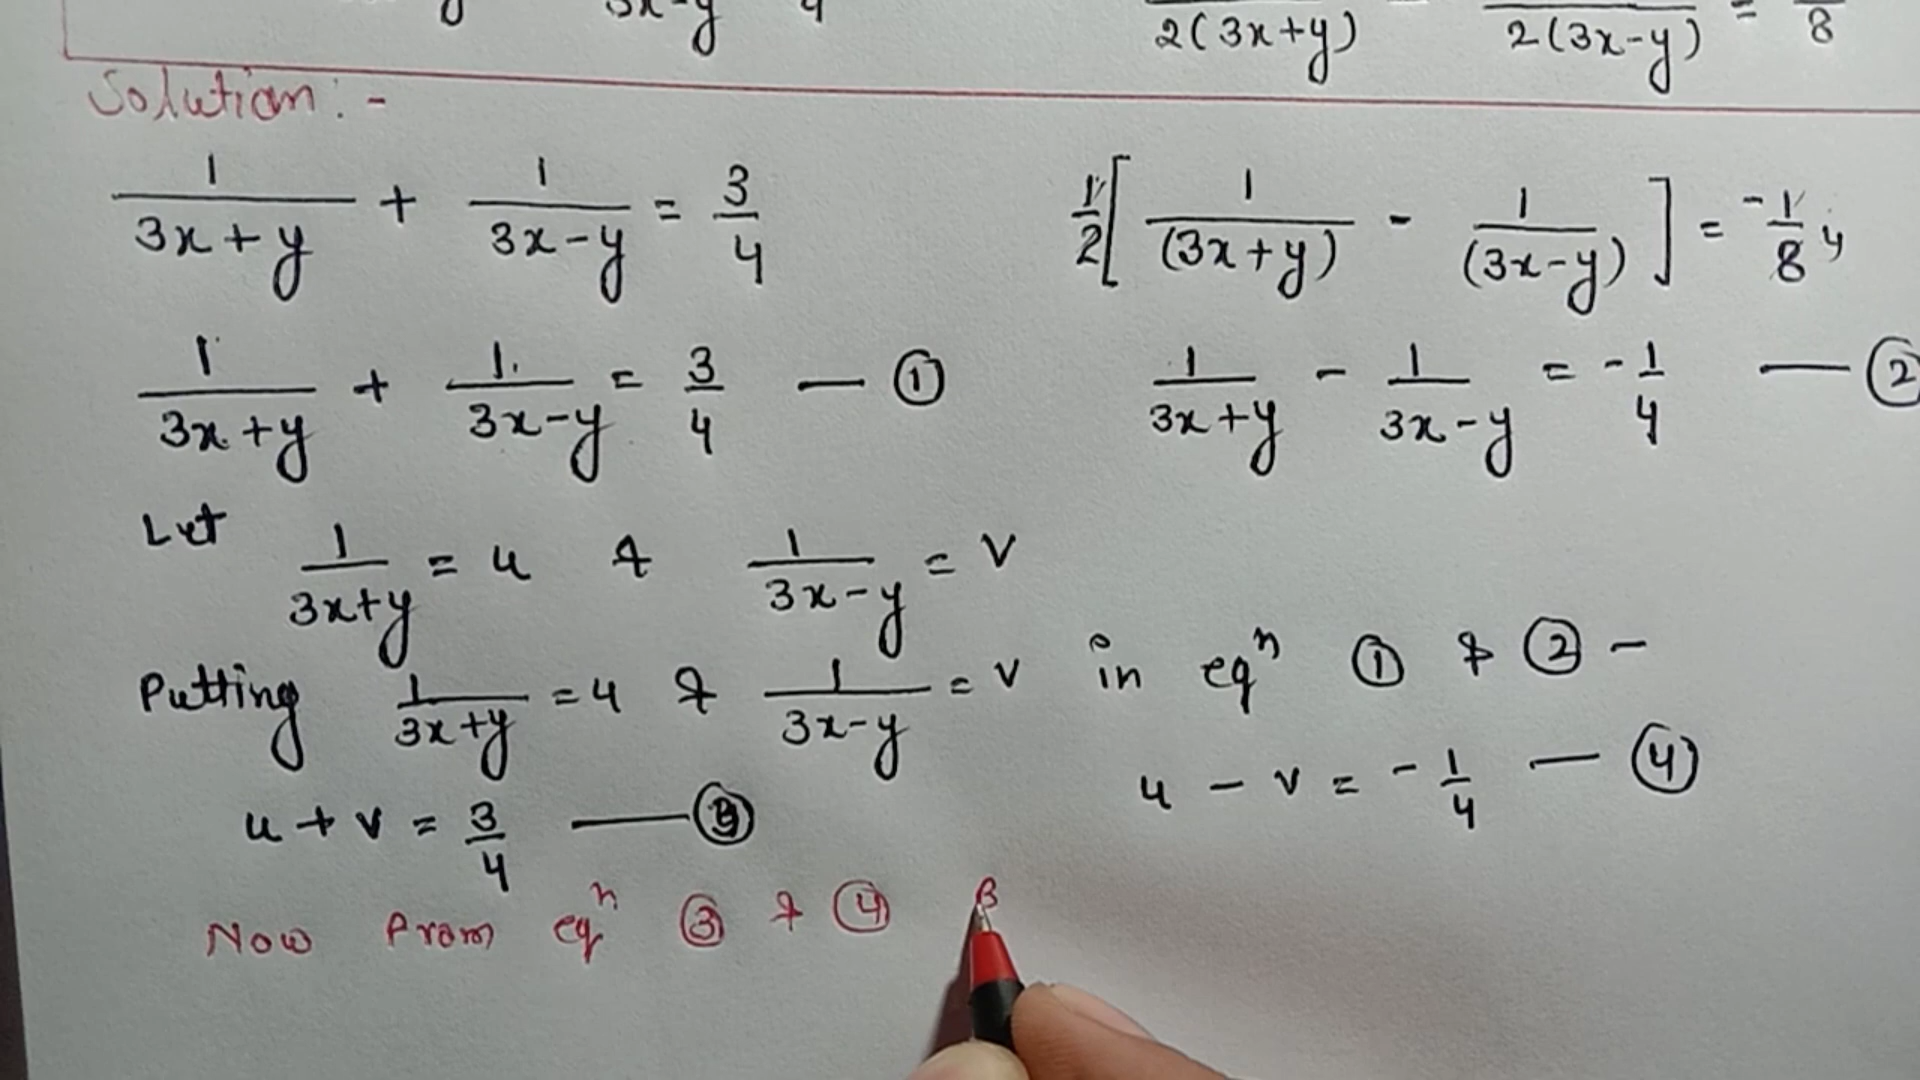 2(3x+y) 2(3x-y) = 8
Solution:-
1/(3x+y) + 1/(3x-y) = 3/4
1/2[1/(3x+y) - 1/(3x-y)] = -1/8 4
1/(3x+y) + 1/(3x-y) = 3/4 — ①
1/(3x+y) - 1/(3x-y) = -1/4 — ②
Let 1/(3x+y) = u & 1/(3x-y) = v
Putting 1/(3x+y) = u & 1/(3x-y) = v in eqⁿ ① & ② -
u + v = 3/4 — ③
u - v = -1/4 — ④
Now from eqⁿ ③ & ④